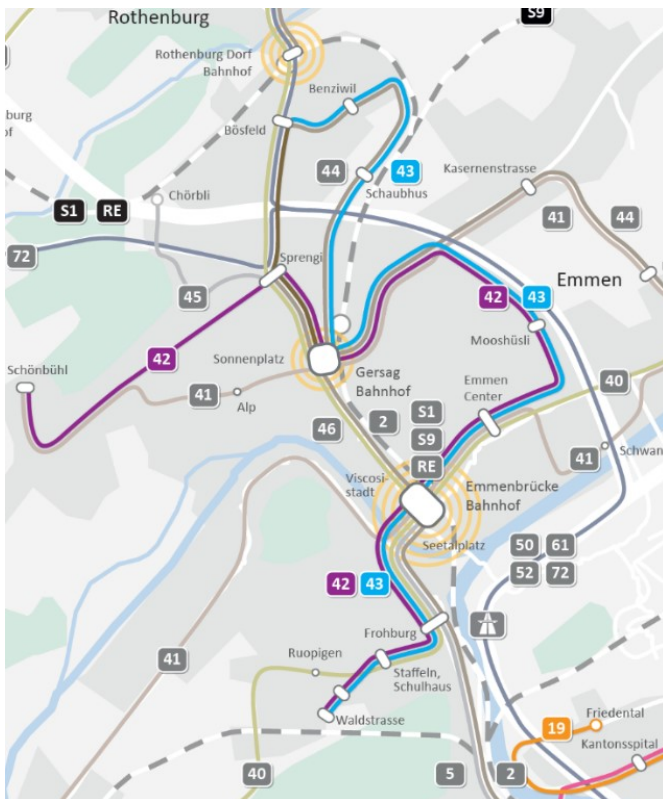 Rothenburg
S9
Rothenburg Dorf
Bahnhof
Benziwil
burg
Bösfeld
44
43
Schaubhus
Kasernenstrasse
41
44
S1
RE
Chörbli
72
Sprengi
Emmen
45
42
43
Mooshüsli
42
Schönbühl
Sonnenplatz
Gersag
Bahnhof
Emmen
Center
40
41
Alp
46
2
S1
S9
RE
41
Schwan
Viscosi-
stadt
Emmenbrücke
Bahnhof
Seetalplatz
50
61
52
72
42
43
Frohburg
41
Ruopigen
Staffeln,
Schulhaus
Waldstrasse
19
Friedental
Kantonsspital
40
5
2